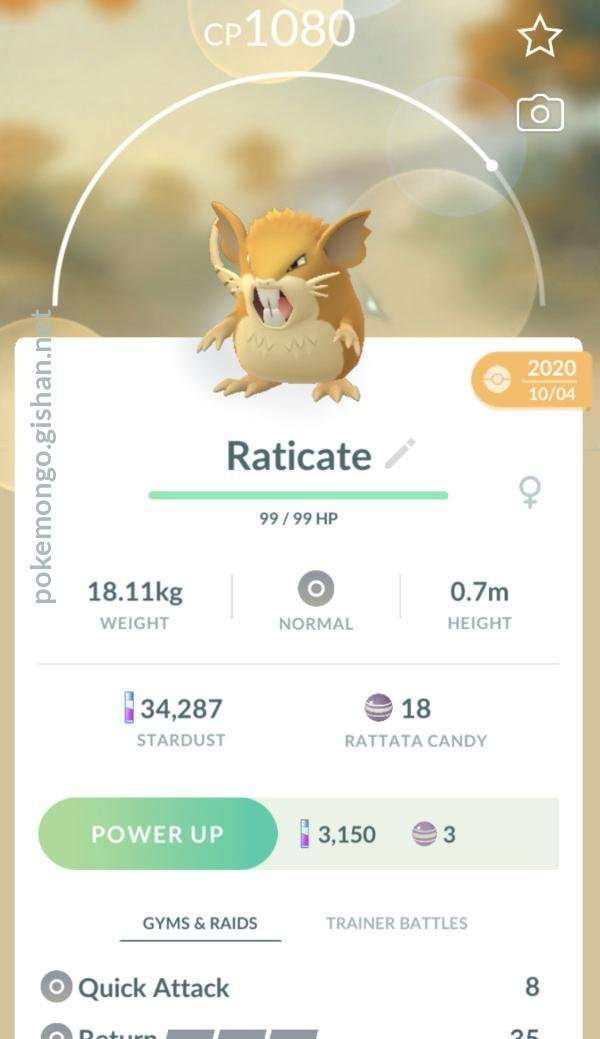 CP1080
2020
10/04
Raticate
99 / 99 HP
18.11kg
WEIGHT
NORMAL
0.7m
HEIGHT
34,287
STARDUST
18
RATTATA CANDY
POWER UP
3,150
3
GYMS & RAIDS
TRAINER BATTLES
Quick Attack 8
Return 35
pokemongo.gishan.net